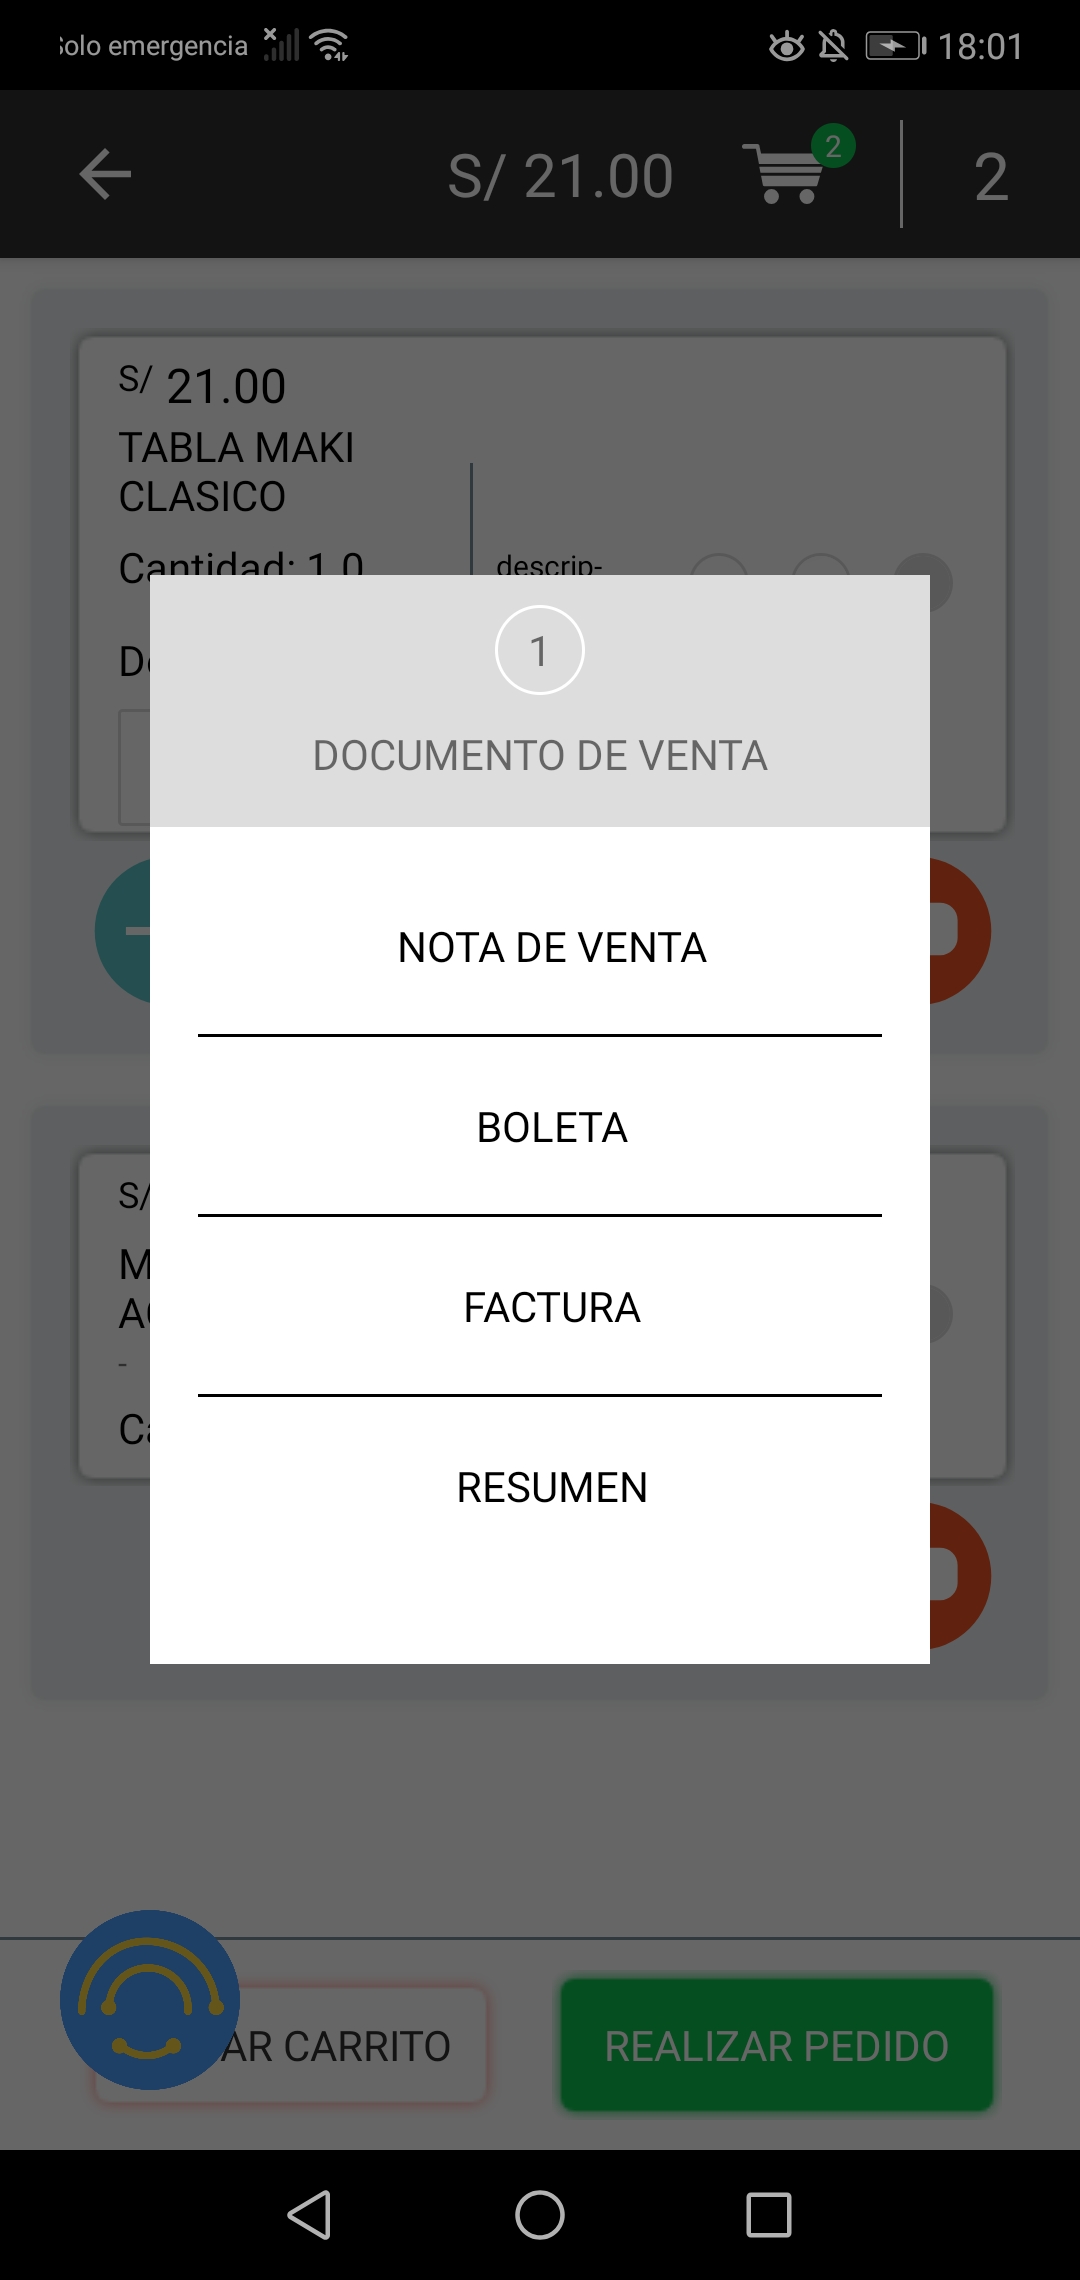 Solo emergencia
18:01
S/ 21.00
2
2
S/ 21.00
TABLA MAKI
CLASICO
Cantidad: 1.0
descrip-
1
DOCUMENTO DE VENTA
NOTA DE VENTA
BOLETA
FACTURA
RESUMEN
S/
-
AR CARRITO
REALIZAR PEDIDO